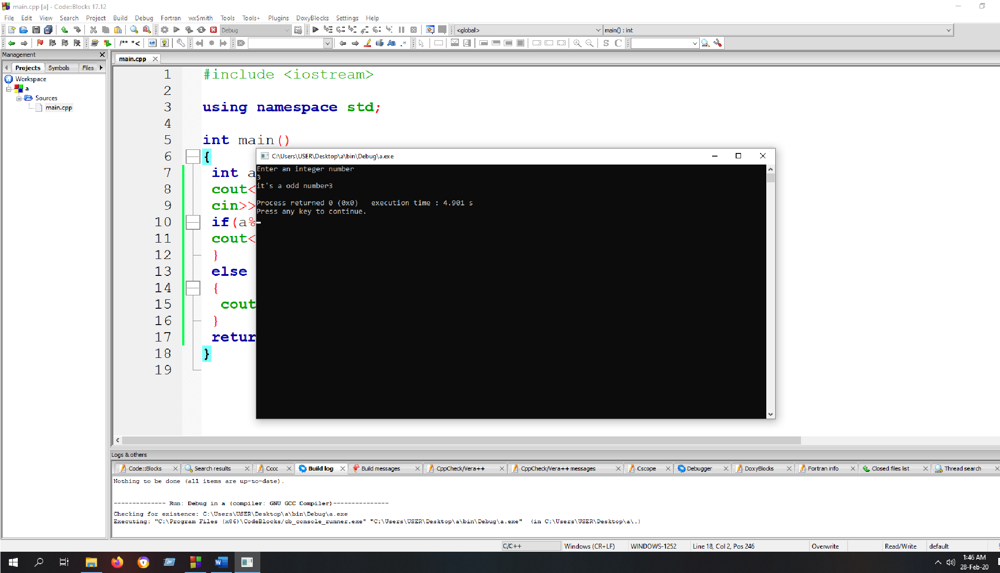 main.cpp [a] - Code::Blocks 17.12
File Edit View Search Project Build Debug Fortran wxSmith Tools Tools+ Plugins DoxyBlocks Settings Help
Debug <global> main() : int
/** *< S C
Management
main.cpp
Projects Symbols Files
Workspace
a
Sources
main.cpp
1 #include <iostream>
2
3 using namespace std;
4
5 int main()
6 {
7 int a
8 cout<
9 cin>>
10 if(a%
11 cout<
12 }
13 else
14 {
15 cout
16 }
17 retur
18 }
19
C:\Users\USER\Desktop\a\bin\Debug\a.exe
Enter an integer number
3
it's a odd number3
Process returned 0 (0x0) execution time : 4.901 s
Press any key to continue.
Logs & others
Code::Blocks Search results Cccc Build log Build messages CppCheck/Vera++ CppCheck/Vera++ messages Cscope Debugger DoxyBlocks Fortran info Closed files list Thread search
Nothing to be done (all items are up-to-date).
-------------- Run: Debug in a (compiler: GNU GCC Compiler)---------------
Checking for existence: C:\Users\USER\Desktop\a\bin\Debug\a.exe
Executing: "C:\Program Files (x86)\CodeBlocks/cb_console_runner.exe" "C:\Users\USER\Desktop\a\bin\Debug\a.exe" (in C:\Users\USER\Desktop\a\.)
C/C++ Windows (CR+LF) WINDOWS-1252 Line 18, Col 2, Pos 246 Overwrite Read/Write default
1:46 AM
28-Feb-20